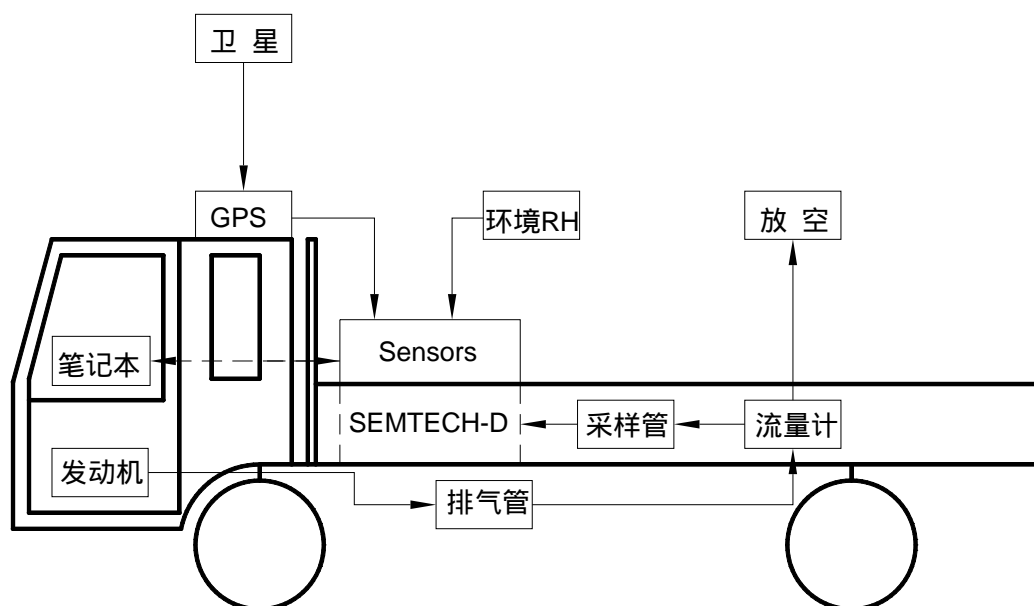 卫 星
GPS
环境RH
放 空
笔记本
Sensors
SEMTECH-D
采样管
流量计
发动机
排气管